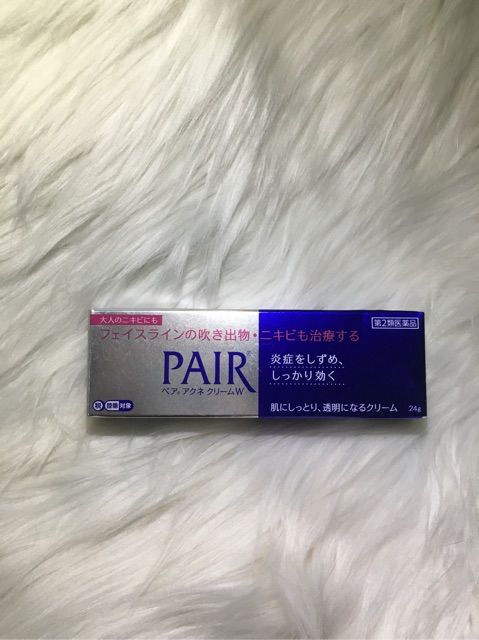 大人のニキビにも
フェイスラインの吹き出物・ニキビも治療する
第2類医薬品
PAIR®
ペア®アクネ クリームW
炎症をしずめ、
しっかり効く
肌にしっとり、透明になるクリーム
24g
対象